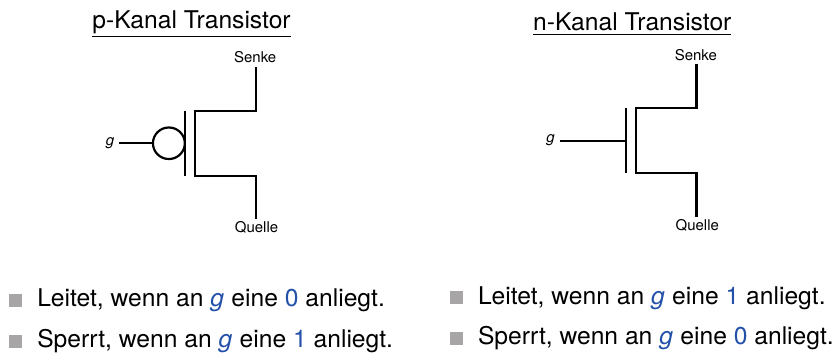 p-Kanal Transistor
Senke
g
Quelle
Leitet, wenn an g eine 0 anliegt.
Sperrt, wenn an g eine 1 anliegt.
n-Kanal Transistor
Senke
g
Quelle
Leitet, wenn an g eine 1 anliegt.
Sperrt, wenn an g eine 0 anliegt.